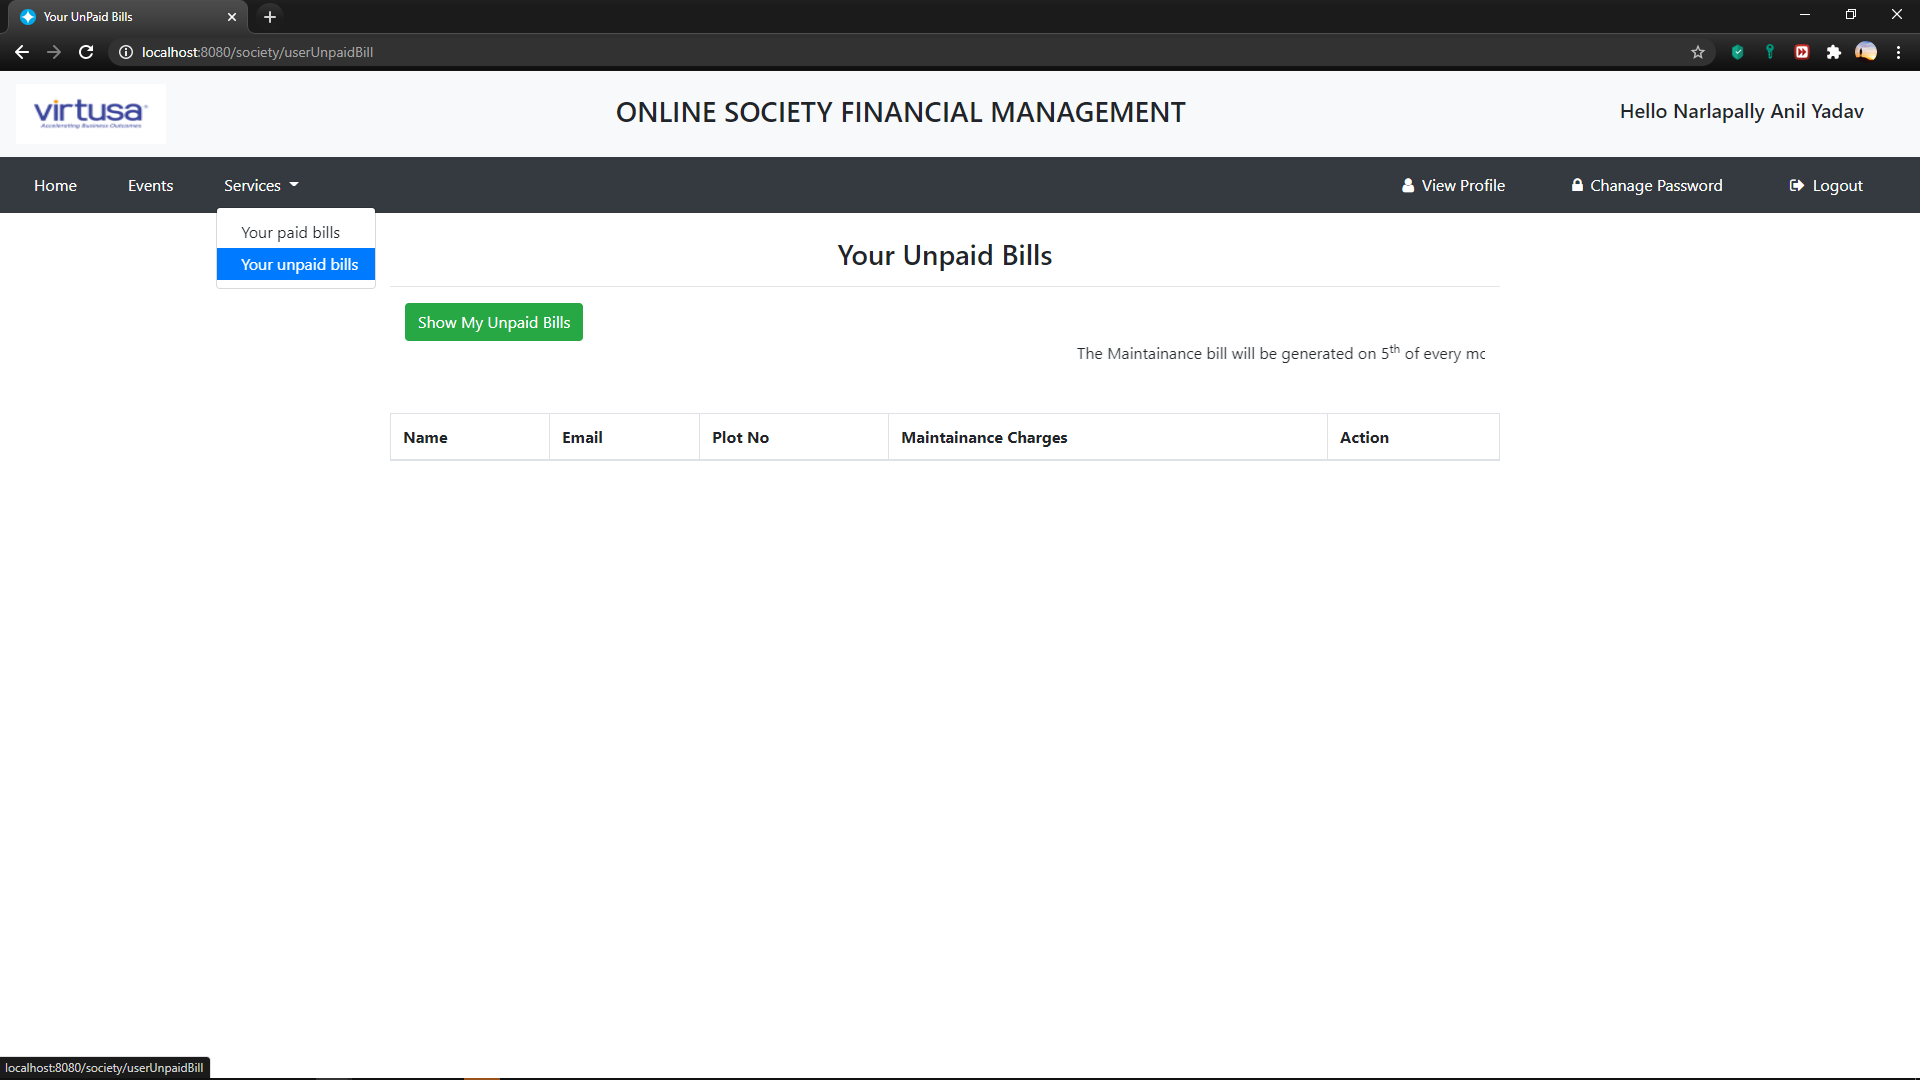 Your UnPaid Bills
localhost:8080/society/userUnpaidBill
virtusa
Accelerating Business Outcomes
ONLINE SOCIETY FINANCIAL MANAGEMENT
Hello Narlapally Anil Yadav
Home Events Services View Profile Chanage Password Logout
Your paid bills
Your unpaid bills
Your Unpaid Bills
Show My Unpaid Bills
The Maintainance bill will be generated on 5th of every mo
Name Email Plot No Maintainance Charges Action
localhost:8080/society/userUnpaidBill